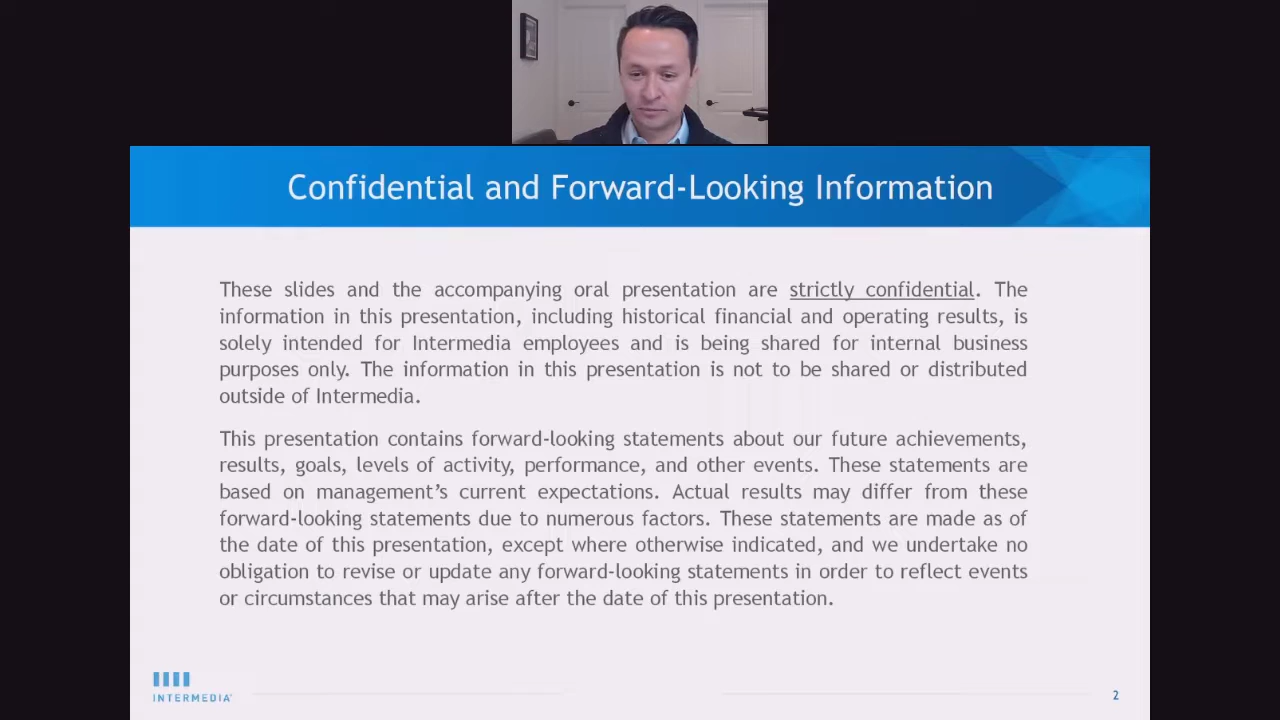 Confidential and Forward-Looking Information
These slides and the accompanying oral presentation are strictly confidential. The
information in this presentation, including historical financial and operating results, is
solely intended for Intermedia employees and is being shared for internal business
purposes only. The information in this presentation is not to be shared or distributed
outside of Intermedia.
This presentation contains forward-looking statements about our future achievements,
results, goals, levels of activity, performance, and other events. These statements are
based on management’s current expectations. Actual results may differ from these
forward-looking statements due to numerous factors. These statements are made as of
the date of this presentation, except where otherwise indicated, and we undertake no
obligation to revise or update any forward-looking statements in order to reflect events
or circumstances that may arise after the date of this presentation.
INTERMEDIA
2